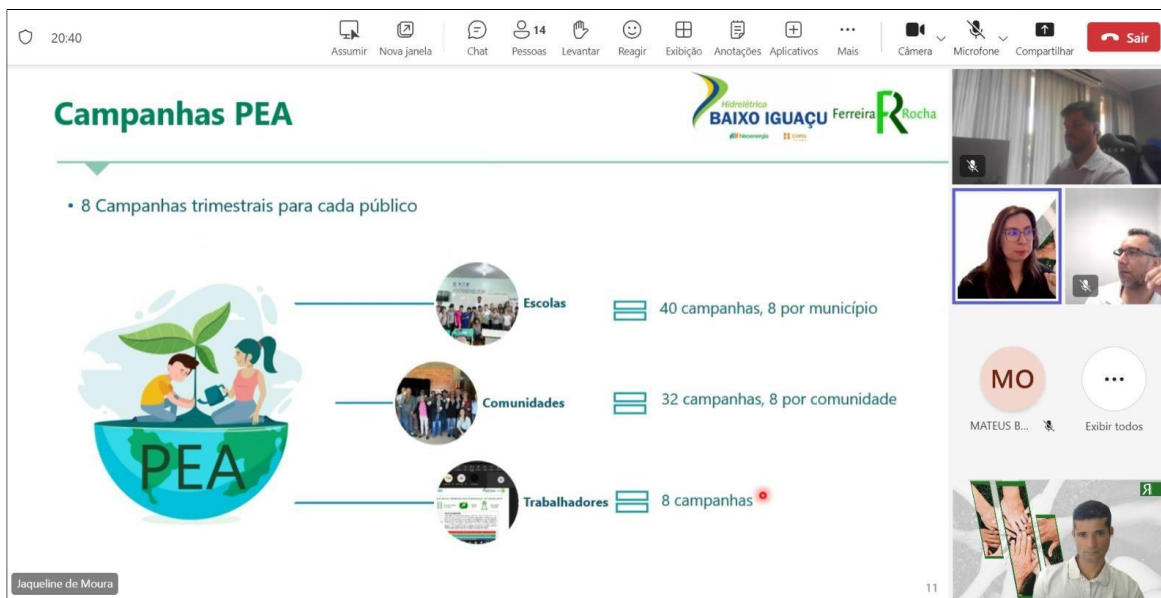 20:40
Assumir
Nova janela
Chat
14
Pessoas
Levantar
Reagir
Exibição
Anotações
Aplicativos
Mais
Câmera
Microfone
Compartilhar
Sair
Campanhas PEA
Hidrelétrica
BAIXO IGUAÇU
Neoenergia
COPEL
Ferreira
Rocha
• 8 Campanhas trimestrais para cada público
Escolas
40 campanhas, 8 por município
Comunidades
32 campanhas, 8 por comunidade
Trabalhadores
8 campanhas
PEA
Jaqueline de Moura
11
MO
MATEUS B...
Exibir todos